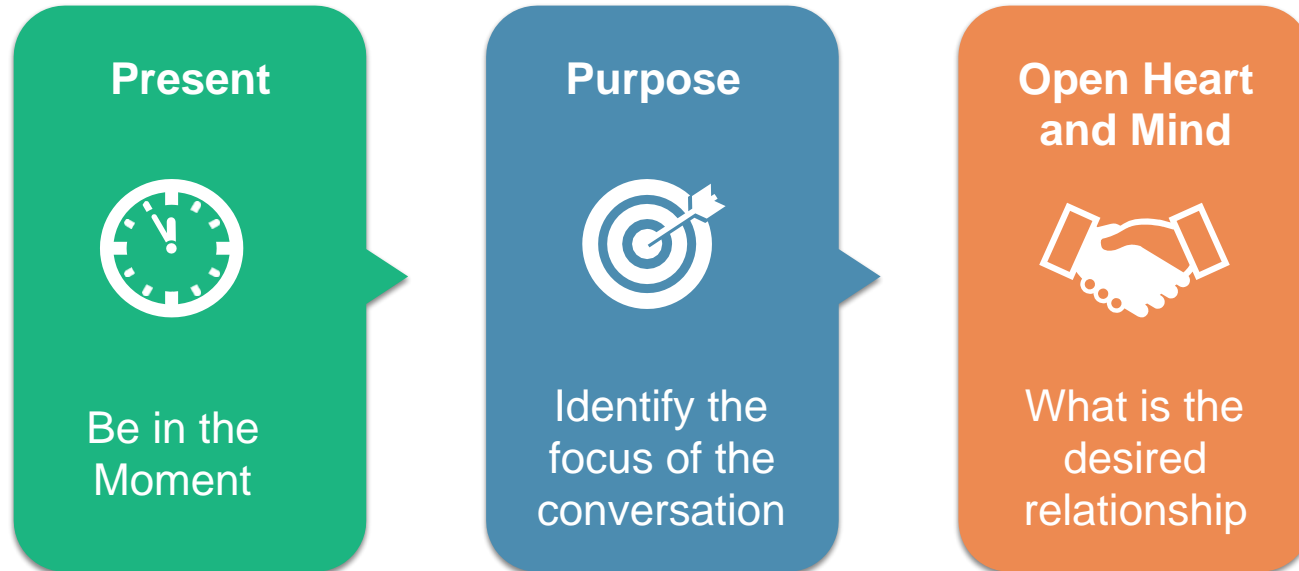 Present
Be in the
Moment
Purpose
Identify the
focus of the
conversation
Open Heart
and Mind
What is the
desired
relationship